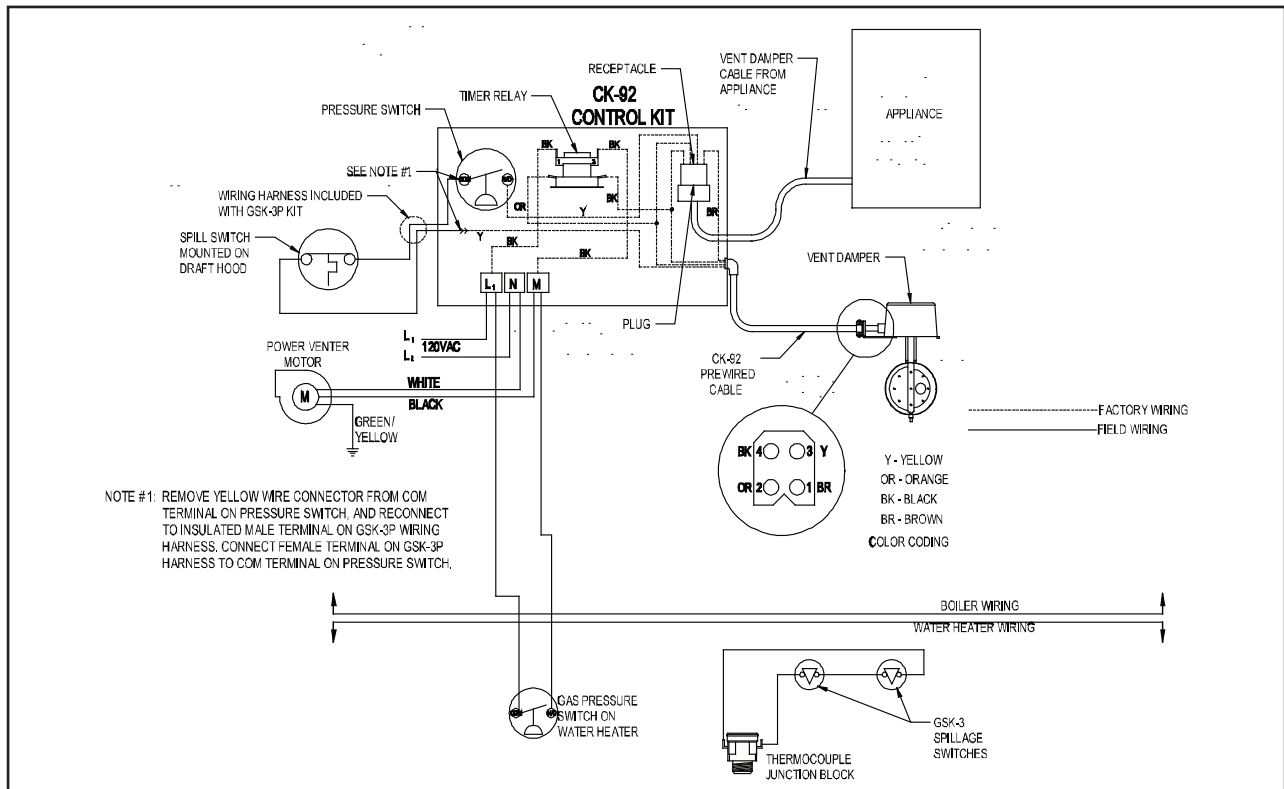 RECEPTACLE
VENT DAMPER
CABLE FROM
APPLIANCE
TIMER RELAY
CK-92
CONTROL KIT
PRESSURE SWITCH
APPLIANCE
BK
BK
1
3
SEE NOTE #1
COM
NO
WIRING HARNESS INCLUDED
WITH GSK-3P KIT
OR
Y
BK
BR
SPILL SWITCH
MOUNTED ON
DRAFT HOOD
Y
BK
BK
VENT DAMPER
L1
N
M
PLUG
L1
120VAC
L2
POWER VENTER
MOTOR
M
WHITE
BLACK
GREEN/
YELLOW
CK-92
PREWIRED
CABLE
FACTORY WIRING
FIELD WIRING
BK 4
3 Y
OR 2
1 BR
Y - YELLOW
OR - ORANGE
BK - BLACK
BR - BROWN
COLOR CODING
NOTE #1: REMOVE YELLOW WIRE CONNECTOR FROM COM
TERMINAL ON PRESSURE SWITCH, AND RECONNECT
TO INSULATED MALE TERMINAL ON GSK-3P WIRING
HARNESS. CONNECT FEMALE TERMINAL ON GSK-3P
HARNESS TO COM TERMINAL ON PRESSURE SWITCH.
BOILER WIRING
WATER HEATER WIRING
GAS PRESSURE
SWITCH ON
WATER HEATER
GSK-3
SPILLAGE
SWITCHES
THERMOCOUPLE
JUNCTION BLOCK